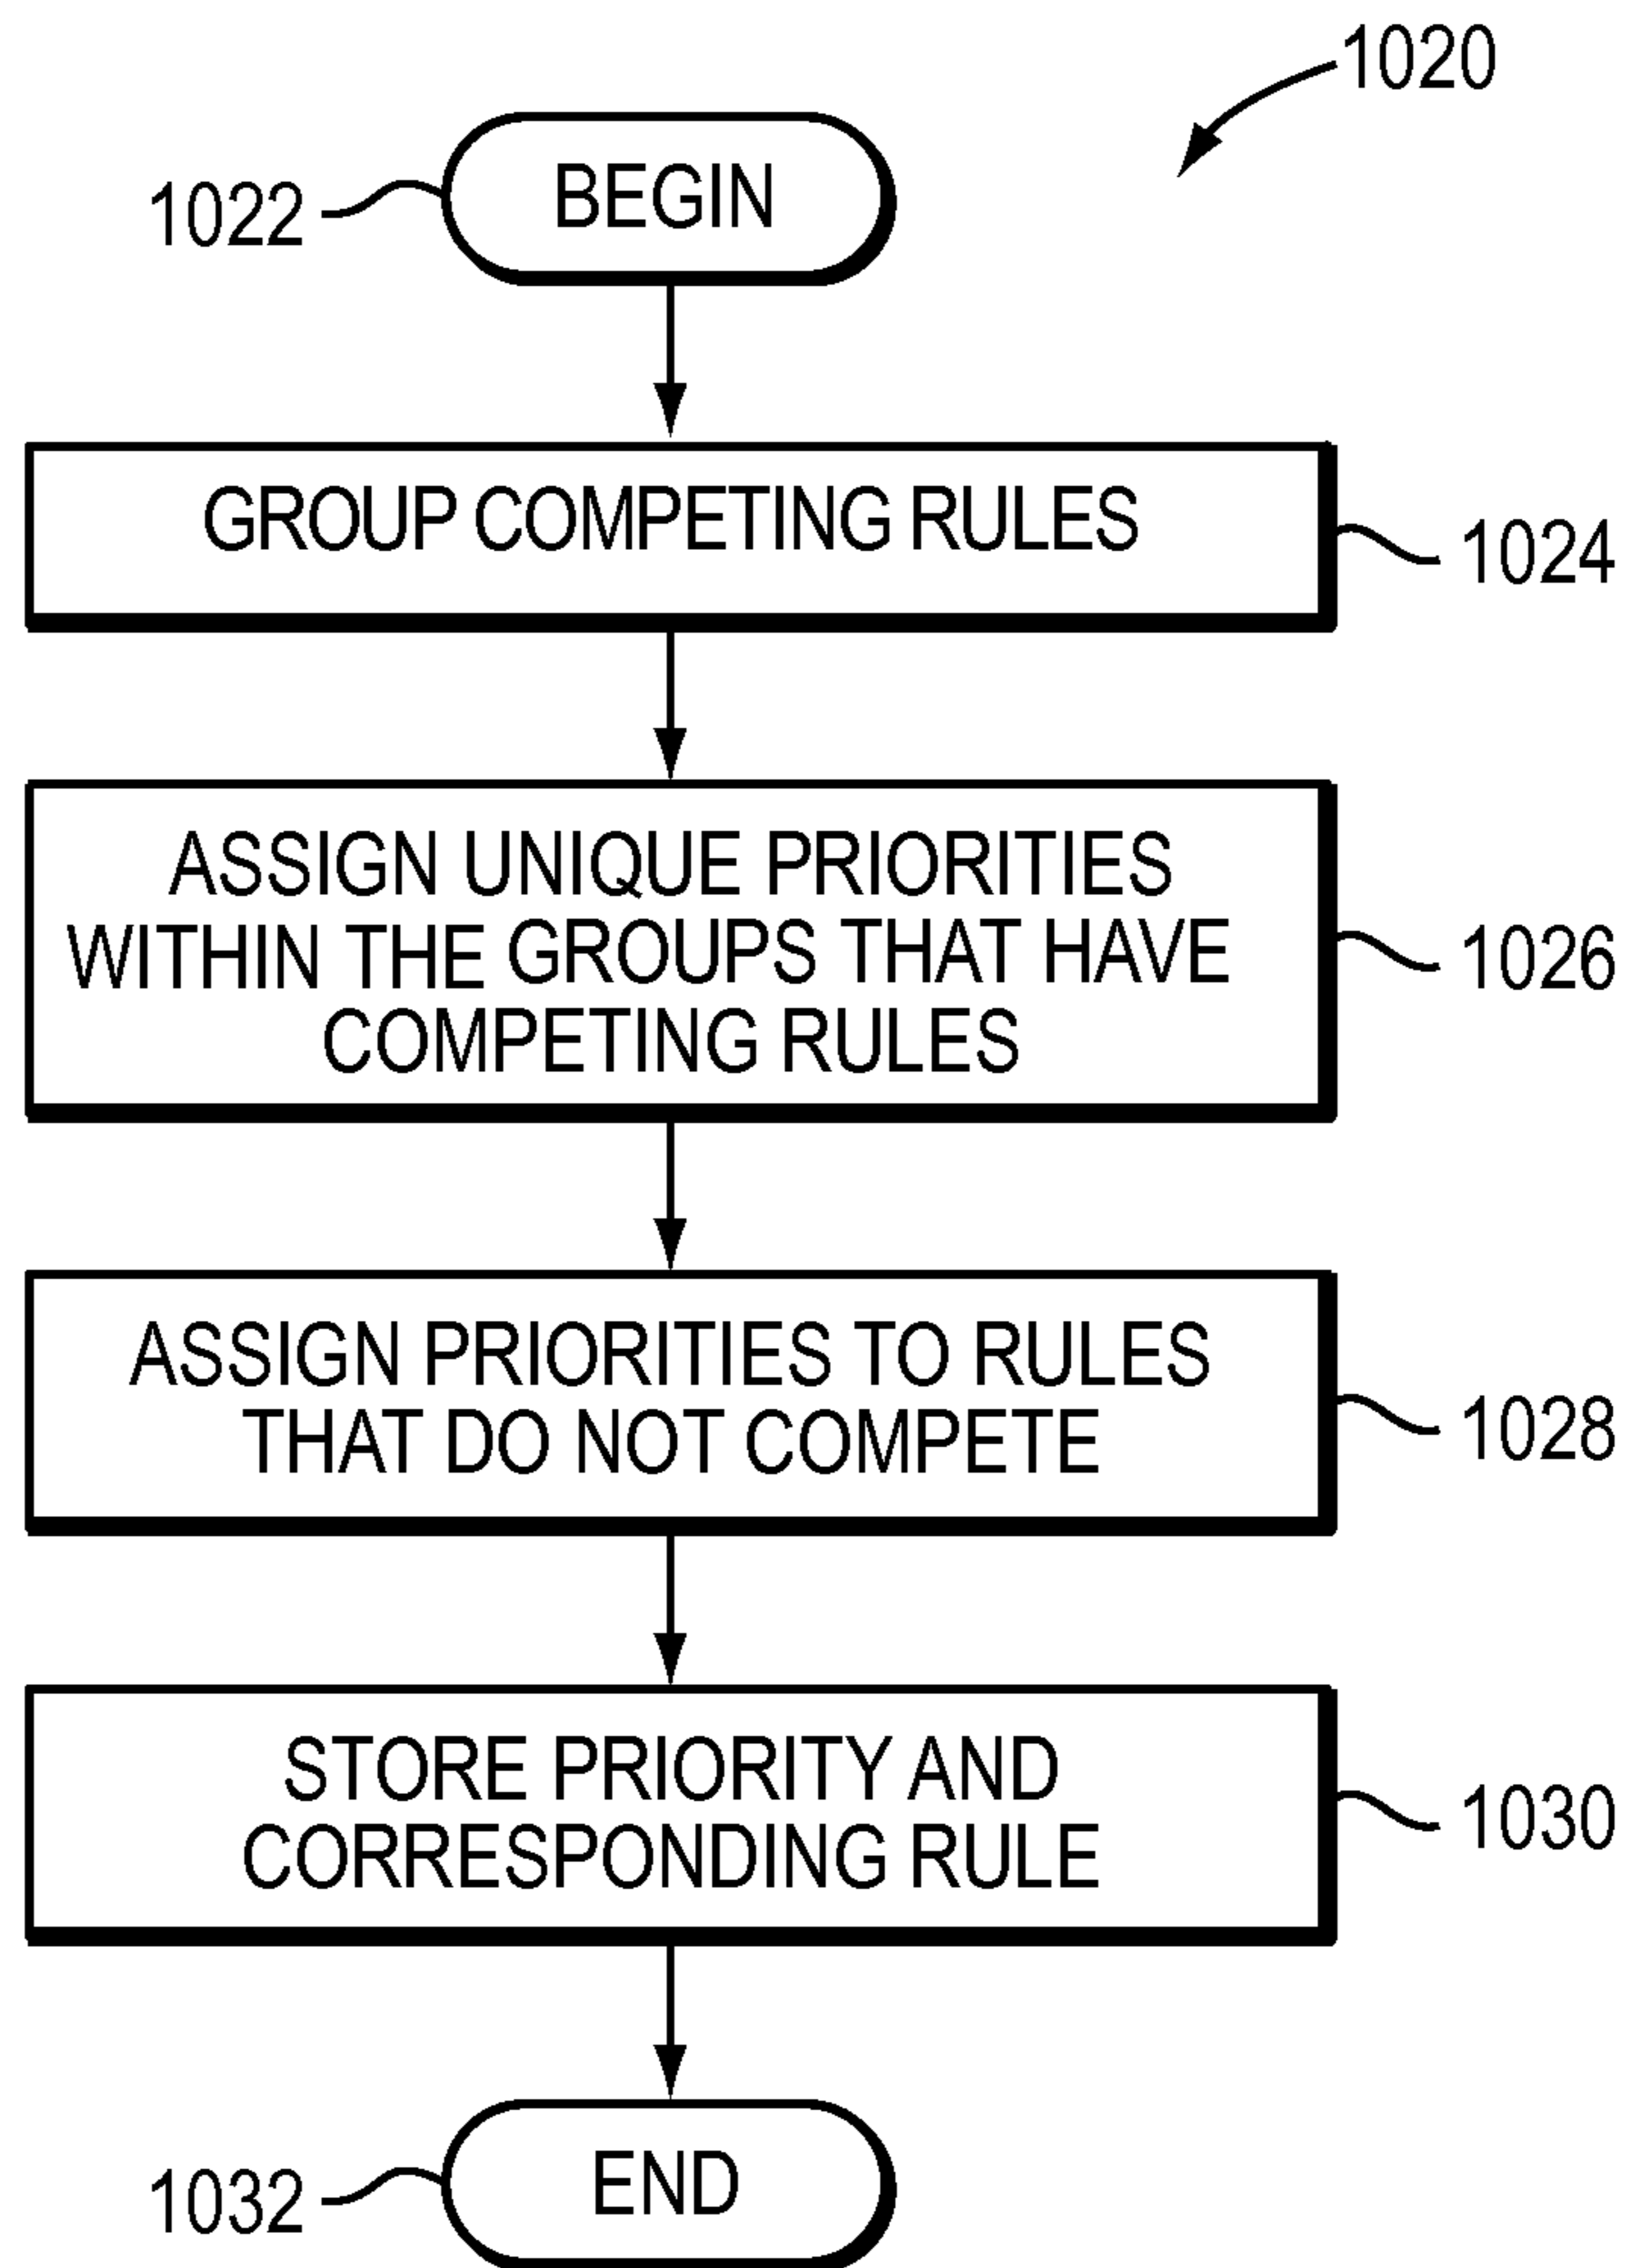 1020
1022
BEGIN
GROUP COMPETING RULES
1024
ASSIGN UNIQUE PRIORITIES
WITHIN THE GROUPS THAT HAVE
COMPETING RULES
1026
ASSIGN PRIORITIES TO RULES
THAT DO NOT COMPETE
1028
STORE PRIORITY AND
CORRESPONDING RULE
1030
1032
END